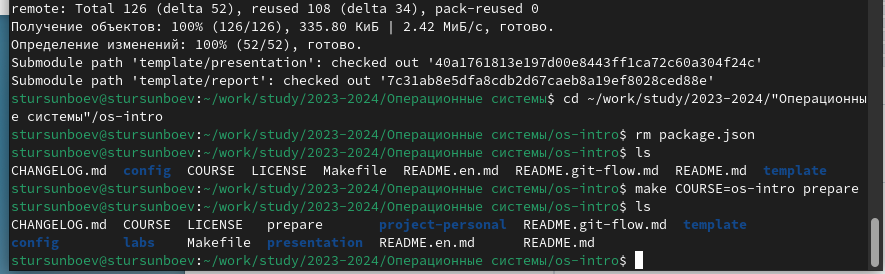 remote: Total 126 (delta 52), reused 108 (delta 34), pack-reused 0
Получение объектов: 100% (126/126), 335.80 КиБ | 2.42 МиБ/с, готово.
Определение изменений: 100% (52/52), готово.
Submodule path 'template/presentation': checked out '40a1761813e197d00e8443ff1ca72c60a304f24c'
Submodule path 'template/report': checked out '7c31ab8e5dfa8cdb2d67caeb8a19ef8028ced88e'
stursunboev@stursunboev:~/work/study/2023-2024/Операционные системы$ cd ~/work/study/2023-2024/"Операционны
е системы"/os-intro
stursunboev@stursunboev:~/work/study/2023-2024/Операционные системы/os-intro$ rm package.json
stursunboev@stursunboev:~/work/study/2023-2024/Операционные системы/os-intro$ ls
CHANGELOG.md  config  COURSE  LICENSE  Makefile  README.en.md  README.git-flow.md  README.md  template
stursunboev@stursunboev:~/work/study/2023-2024/Операционные системы/os-intro$ make COURSE=os-intro prepare
stursunboev@stursunboev:~/work/study/2023-2024/Операционные системы/os-intro$ ls
CHANGELOG.md  COURSE  LICENSE   prepare       project-personal  README.git-flow.md  template
config        labs    Makefile  presentation  README.en.md      README.md
stursunboev@stursunboev:~/work/study/2023-2024/Операционные системы/os-intro$